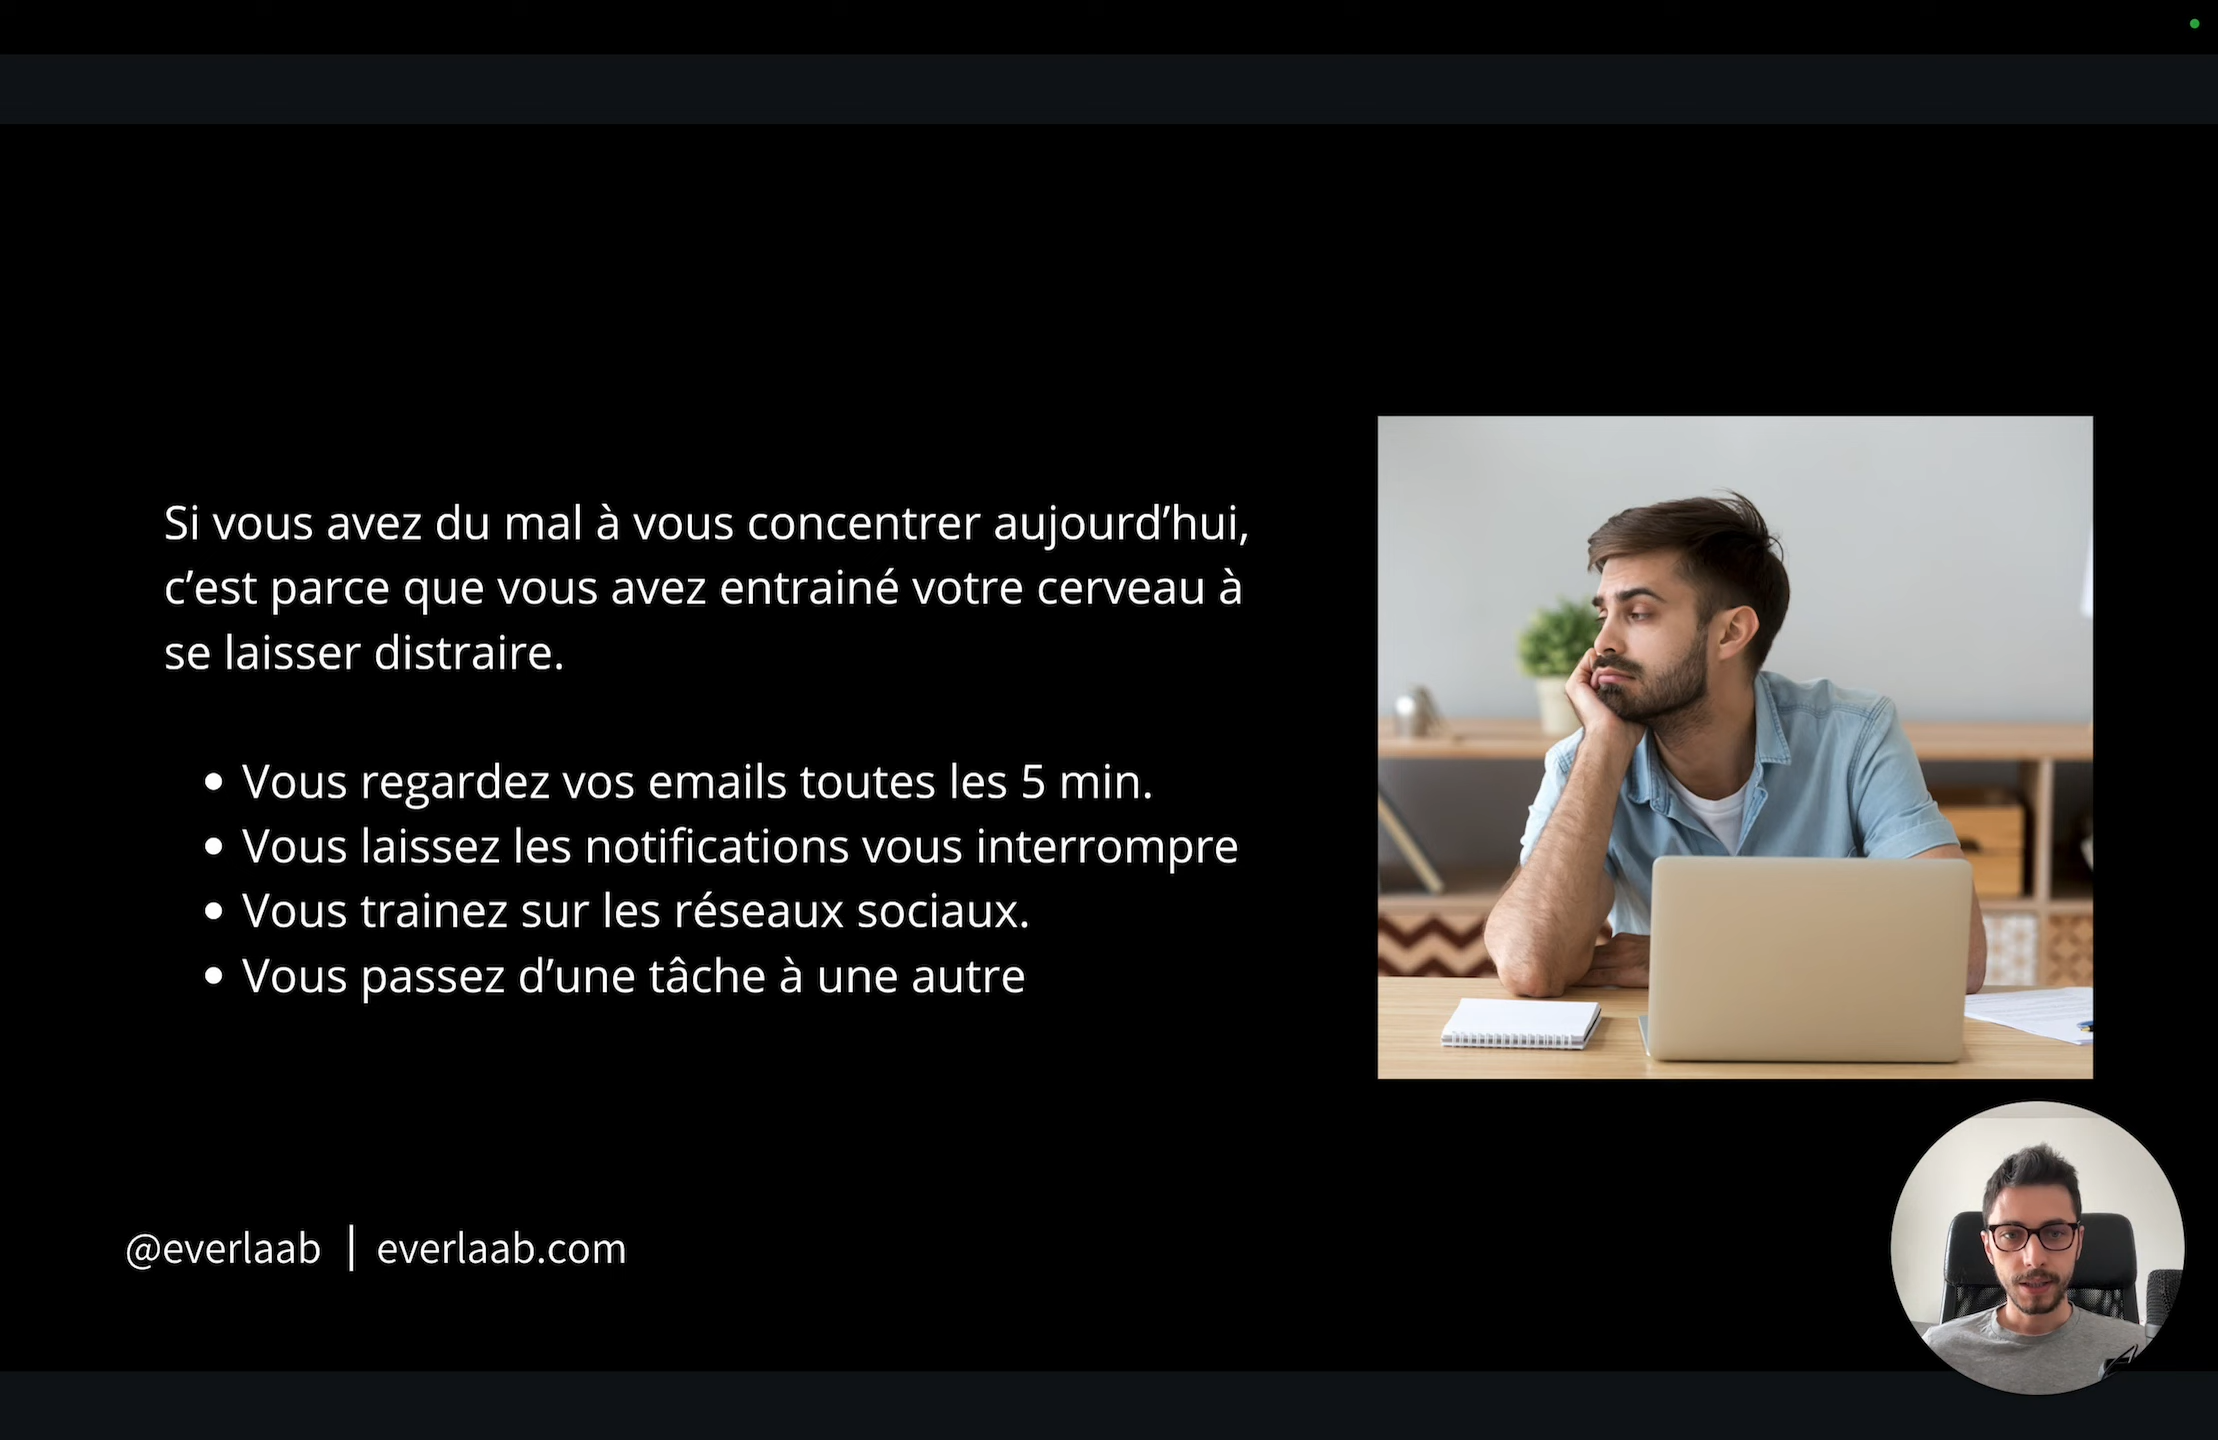 Si vous avez du mal à vous concentrer aujourd’hui,
c’est parce que vous avez entrainé votre cerveau à
se laisser distraire.
• Vous regardez vos emails toutes les 5 min.
• Vous laissez les notifications vous interrompre
• Vous trainez sur les réseaux sociaux.
• Vous passez d’une tâche à une autre
@everlaab | everlaab.com